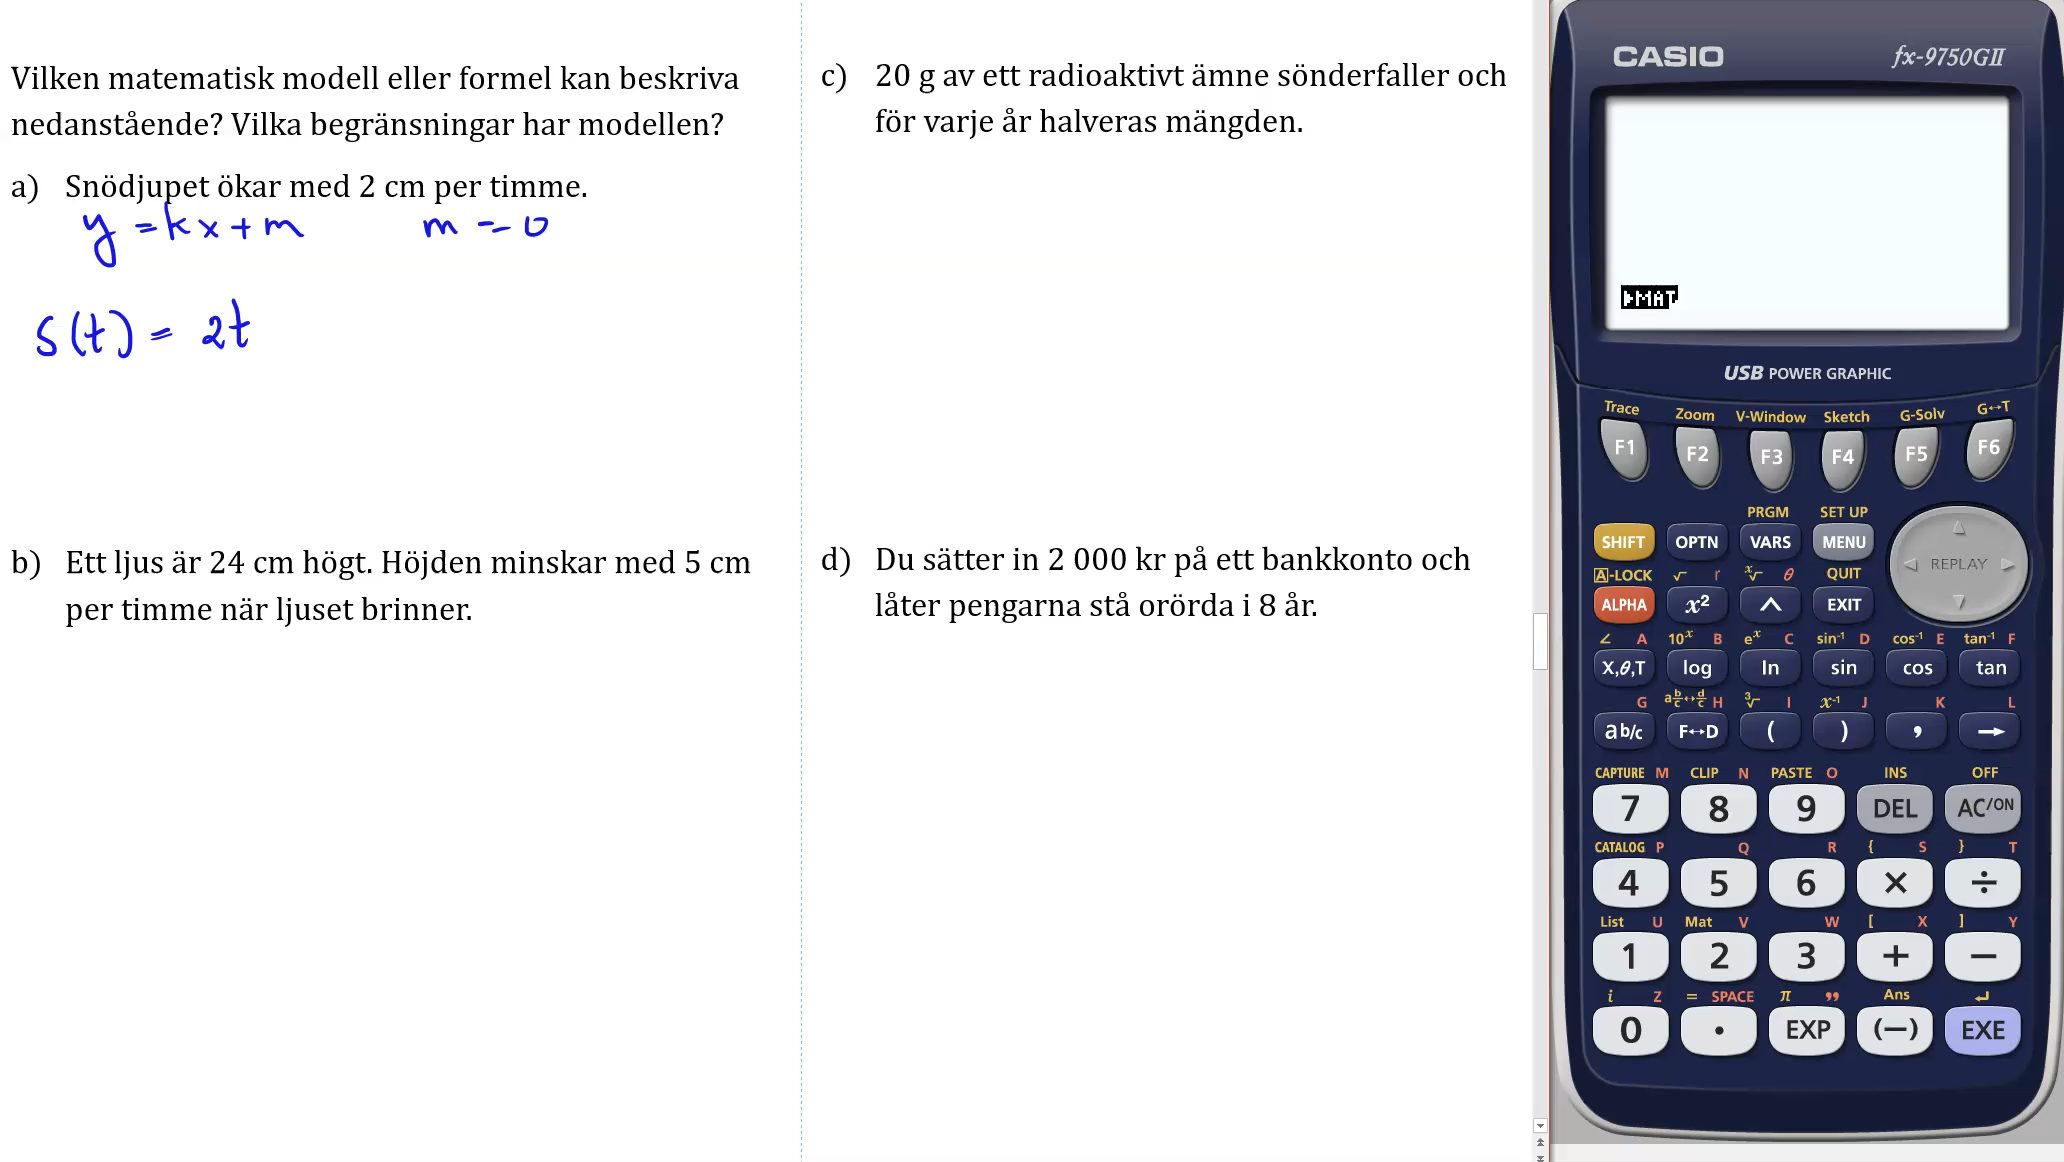 Vilken matematisk modell eller formel kan beskriva
nedanstående? Vilka begränsningar har modellen?
a) Snödjupet ökar med 2 cm per timme.
y = kx + m m = 0
S(t) = 2t
b) Ett ljus är 24 cm högt. Höjden minskar med 5 cm
per timme när ljuset brinner.
c) 20 g av ett radioaktivt ämne sönderfaller och
för varje år halveras mängden.
d) Du sätter in 2 000 kr på ett bankkonto och
låter pengarna stå orörda i 8 år.
CASIO fx-9750GII
▶MAT
USB POWER GRAPHIC
Trace Zoom V-Window Sketch G-Solv G↔T
F1 F2 F3 F4 F5 F6
PRGM SET UP
SHIFT OPTN VARS MENU
REPLAY
A-LOCK √ r ˣ√ θ QUIT
ALPHA x² ^ EXIT
∠ A 10ˣ B eˣ C sin⁻¹ D cos⁻¹ E tan⁻¹ F
X,θ,T log ln sin cos tan
G a b/c↔d/c H ³√ I x⁻¹ J K L
a b/c F↔D ( ) , →
CAPTURE M CLIP N PASTE O INS OFF
7 8 9 DEL AC/ON
CATALOG P Q R { S } T
4 5 6 × ÷
List U Mat V W [ X ] Y
1 2 3 + −
i Z = SPACE π ” Ans ↵
0 . EXP (−) EXE